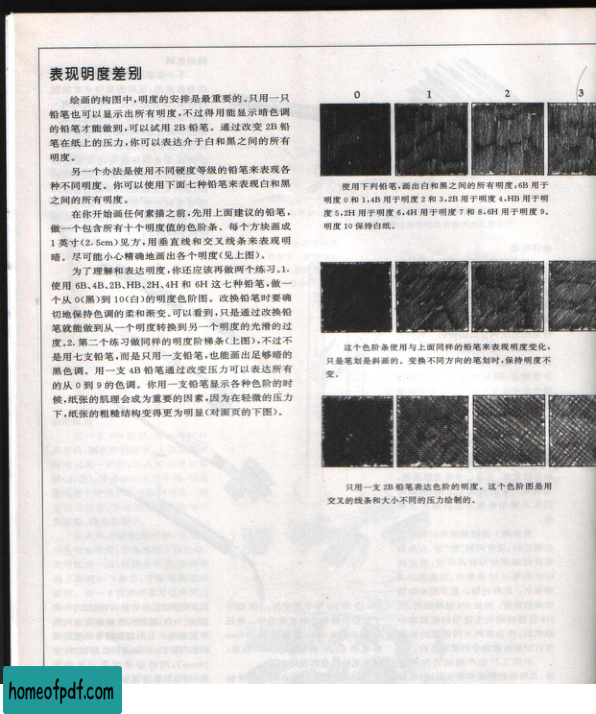 表现明度差别
绘画的构图中,明度的安排是最重要的。只用一只
铅笔也可以显示出所有明度,不过得用能显示暗色调
的铅笔才能做到,可以试用 2B 铅笔。通过改变 2B 铅
笔在纸上的压力,你可以表达介于白和黑之间的所有
明度。
另一个办法是使用不同硬度等级的铅笔来表现各
种不同明度。你可以使用下面七种铅笔来表现白和黑
之间的所有明度。
在你开始画任何素描之前,先用上面建议的铅笔,
做一个包含所有十个明度值的色阶条。每个方块画成
1 英寸(2.5cm)见方,用垂直线和交叉线条来表现明
暗。尽可能小心精确地画出各个明度(见上图)。
为了理解和表达明度,你还应该再做两个练习。1.
使用 6B、4B、2B、HB、2H、4H 和 6H 这七种铅笔,做一
个从 0(黑)到 10(白)的明度色阶图。改换铅笔时要确
切地保持色调的柔和渐变。可以看到,只是通过改换铅
笔就能做到从一个明度转换到另一个明度的光滑的过
度。2. 第二个练习做同样的明度阶梯条(上图),不过不
是用七支铅笔,而是只用一支铅笔,也能画出足够暗的
黑色调。用一支 4B 铅笔通过改变压力可以表达所有
的从 0 到 9 的色调。你用一支铅笔显示各种色阶的时
候,纸张的肌理会成为重要的因素,因为在轻微的压力
下,纸张的粗糙结构变得更为明显(对面页的下图)。
0 1 2 3
使用下列铅笔,画出白和黑之间的所有明度:6B 用于
明度 0 和 1,4B 用于明度 2 和 3,2B 用于明度 4,HB 用于明
度 5,2H 用于明度 6,4H 用于明度 7 和 8,6H 用于明度 9。
明度 10 保持白纸。
这个色阶条使用与上面同样的铅笔来表现明度变化,
只是笔划是斜画的。变换不同方向的笔划时,保持明度不
变。
只用一支 2B 铅笔表达色阶的明度。这个色阶图是用
交叉的线条和大小不同的压力绘制的。
homeofpdf.com